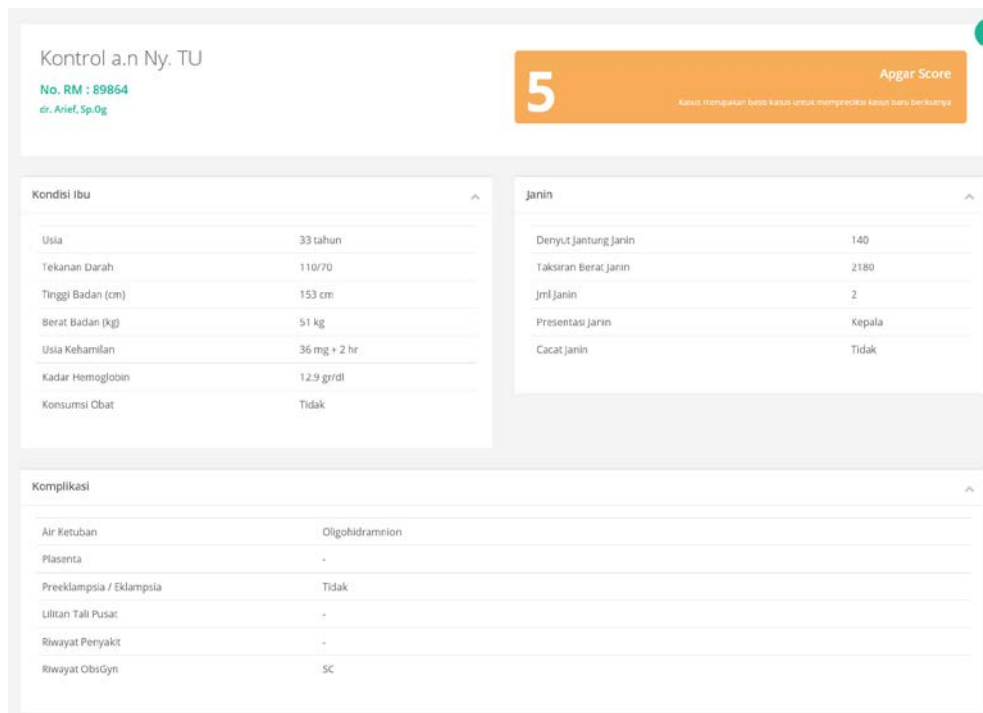 Kontrol a.n Ny. TU
No. RM : 89864
dr. Arief, Sp.Og
5
Apgar Score
Kasus merupakan basis kasus untuk memprediksi kasus baru berikutnya
Kondisi Ibu
Usia 33 tahun
Tekanan Darah 110/70
Tinggi Badan (cm) 153 cm
Berat Badan (kg) 51 kg
Usia Kehamilan 36 mg + 2 hr
Kadar Hemoglobin 12.9 gr/dl
Konsumsi Obat Tidak
Janin
Denyut Jantung Janin 140
Taksiran Berat Janin 2180
Jml Janin 2
Presentasi Janin Kepala
Cacat Janin Tidak
Komplikasi
Air Ketuban Oligohidramnion
Plasenta -
Preeklampsia / Eklampsia Tidak
Lilitan Tali Pusat -
Riwayat Penyakit -
Riwayat ObsGyn SC